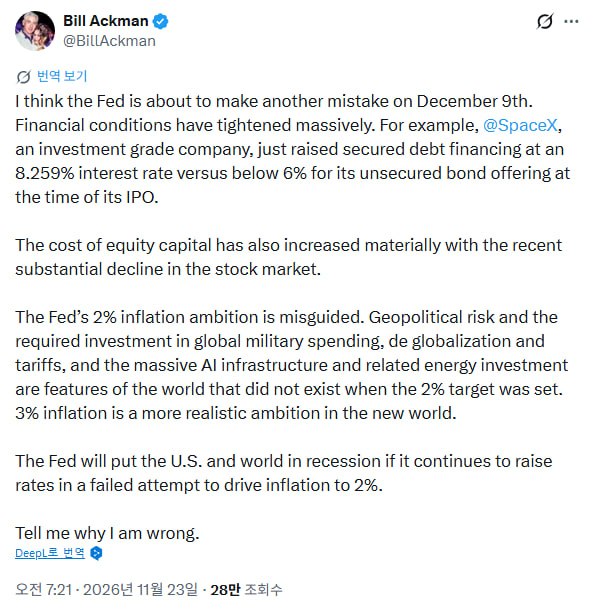 Bill Ackman
@BillAckman
번역 보기
I think the Fed is about to make another mistake on December 9th.
Financial conditions have tightened massively. For example, @SpaceX,
an investment grade company, just raised secured debt financing at an
8.259% interest rate versus below 6% for its unsecured bond offering at
the time of its IPO.
The cost of equity capital has also increased materially with the recent
substantial decline in the stock market.
The Fed’s 2% inflation ambition is misguided. Geopolitical risk and the
required investment in global military spending, de globalization and
tariffs, and the massive AI infrastructure and related energy investment
are features of the world that did not exist when the 2% target was set.
3% inflation is a more realistic ambition in the new world.
The Fed will put the U.S. and world in recession if it continues to raise
rates in a failed attempt to drive inflation to 2%.
Tell me why I am wrong.
DeepL로 번역
오전 7:21 · 2026년 11월 23일 · 28만 조회수